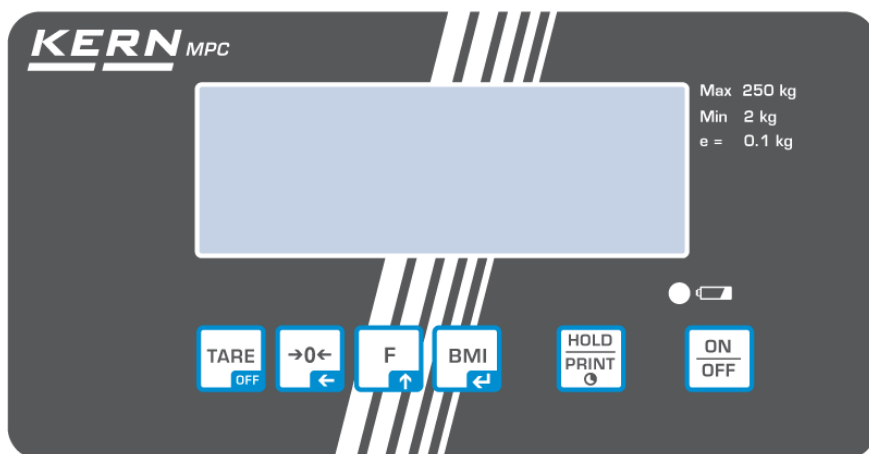 KERN MPC
Max 250 kg
Min 2 kg
e = 0.1 kg
TARE
OFF
→0←
←
F
↑
BMI
↵
HOLD
PRINT
ON
OFF